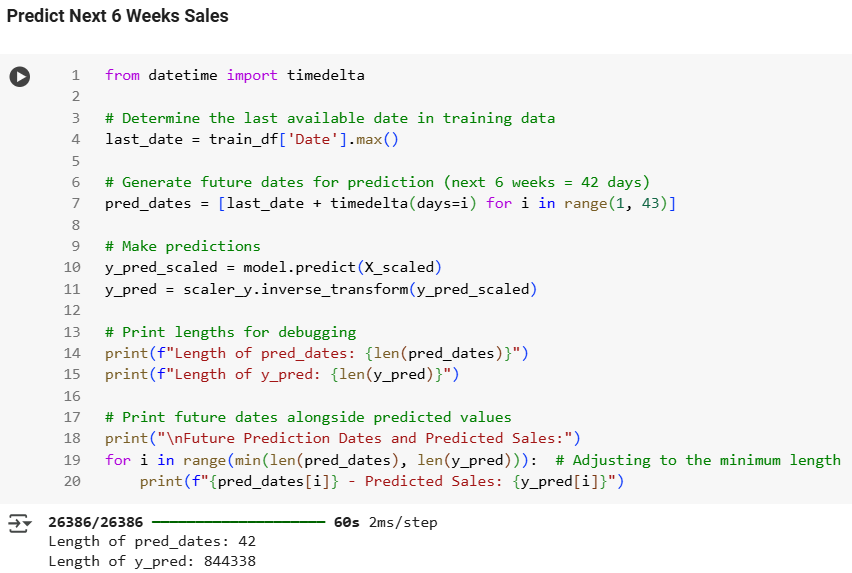 Predict Next 6 Weeks Sales
1 from datetime import timedelta
2
3 # Determine the last available date in training data
4 last_date = train_df['Date'].max()
5
6 # Generate future dates for prediction (next 6 weeks = 42 days)
7 pred_dates = [last_date + timedelta(days=i) for i in range(1, 43)]
8
9 # Make predictions
10 y_pred_scaled = model.predict(X_scaled)
11 y_pred = scaler_y.inverse_transform(y_pred_scaled)
12
13 # Print lengths for debugging
14 print(f"Length of pred_dates: {len(pred_dates)}")
15 print(f"Length of y_pred: {len(y_pred)}")
16
17 # Print future dates alongside predicted values
18 print("\nFuture Prediction Dates and Predicted Sales:")
19 for i in range(min(len(pred_dates), len(y_pred))):  # Adjusting to the minimum length
20     print(f"{pred_dates[i]} - Predicted Sales: {y_pred[i]}")
26386/26386 ━━━━━━━━━━━━━━━━━━━━ 60s 2ms/step
Length of pred_dates: 42
Length of y_pred: 844338